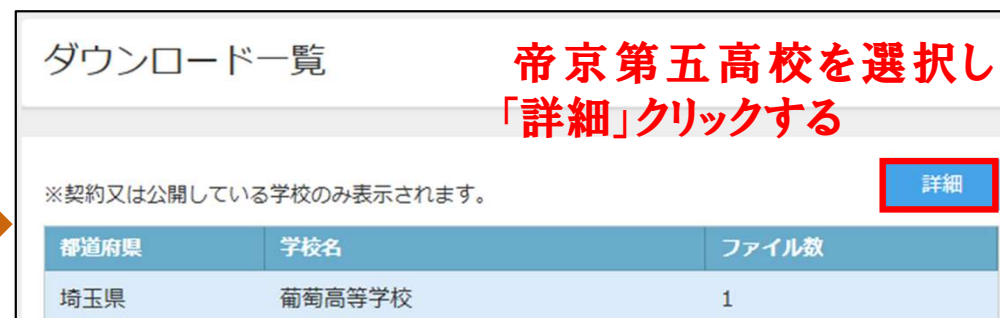 ダウンロード一覧
帝京第五高校を選択し
「詳細」クリックする
※契約又は公開している学校のみ表示されます。
詳細
都道府県 学校名 ファイル数
埼玉県 葡萄高等学校 1